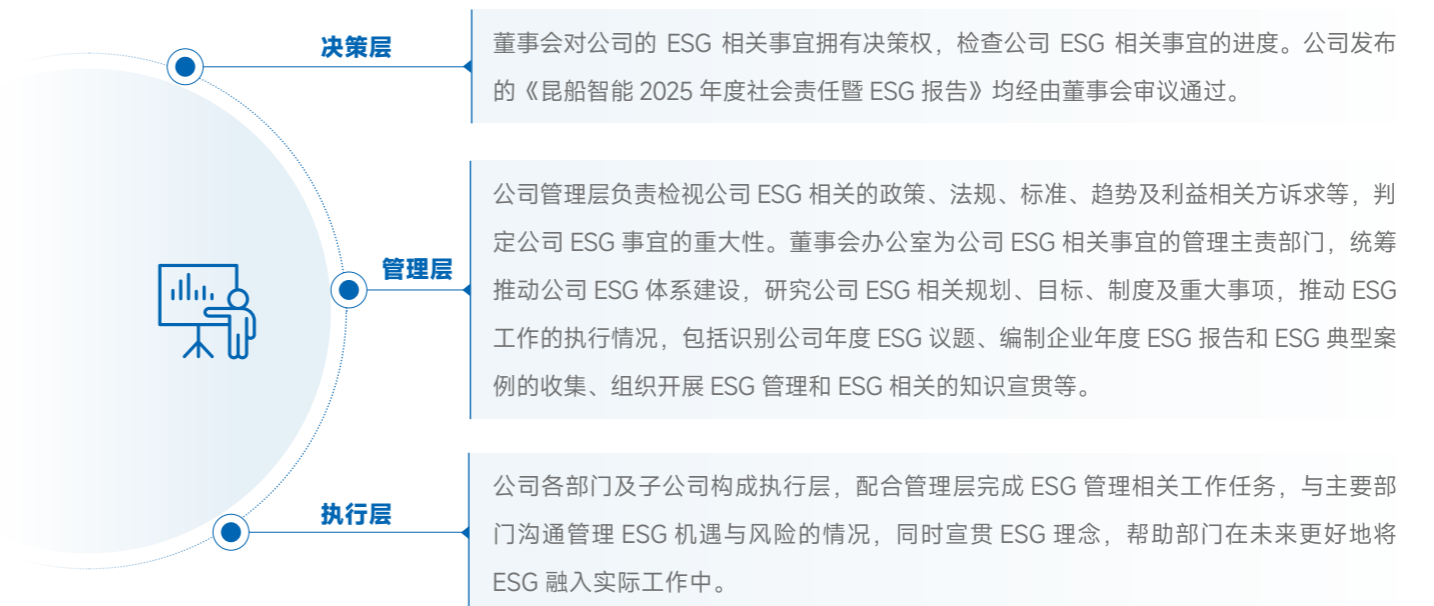 决策层
董事会对公司的 ESG 相关事宜拥有决策权，检查公司 ESG 相关事宜的进度。公司发布
的《昆船智能 2025 年度社会责任暨 ESG 报告》均经由董事会审议通过。
管理层
公司管理层负责检视公司 ESG 相关的政策、法规、标准、趋势及利益相关方诉求等，判
定公司 ESG 事宜的重大性。董事会办公室为公司 ESG 相关事宜的管理主责部门，统筹
推动公司 ESG 体系建设，研究公司 ESG 相关规划、目标、制度及重大事项，推动 ESG
工作的执行情况，包括识别公司年度 ESG 议题、编制企业年度 ESG 报告和 ESG 典型案
例的收集、组织开展 ESG 管理和 ESG 相关的知识宣贯等。
执行层
公司各部门及子公司构成执行层，配合管理层完成 ESG 管理相关工作任务，与主要部
门沟通管理 ESG 机遇与风险的情况，同时宣贯 ESG 理念，帮助部门在未来更好地将
ESG 融入实际工作中。